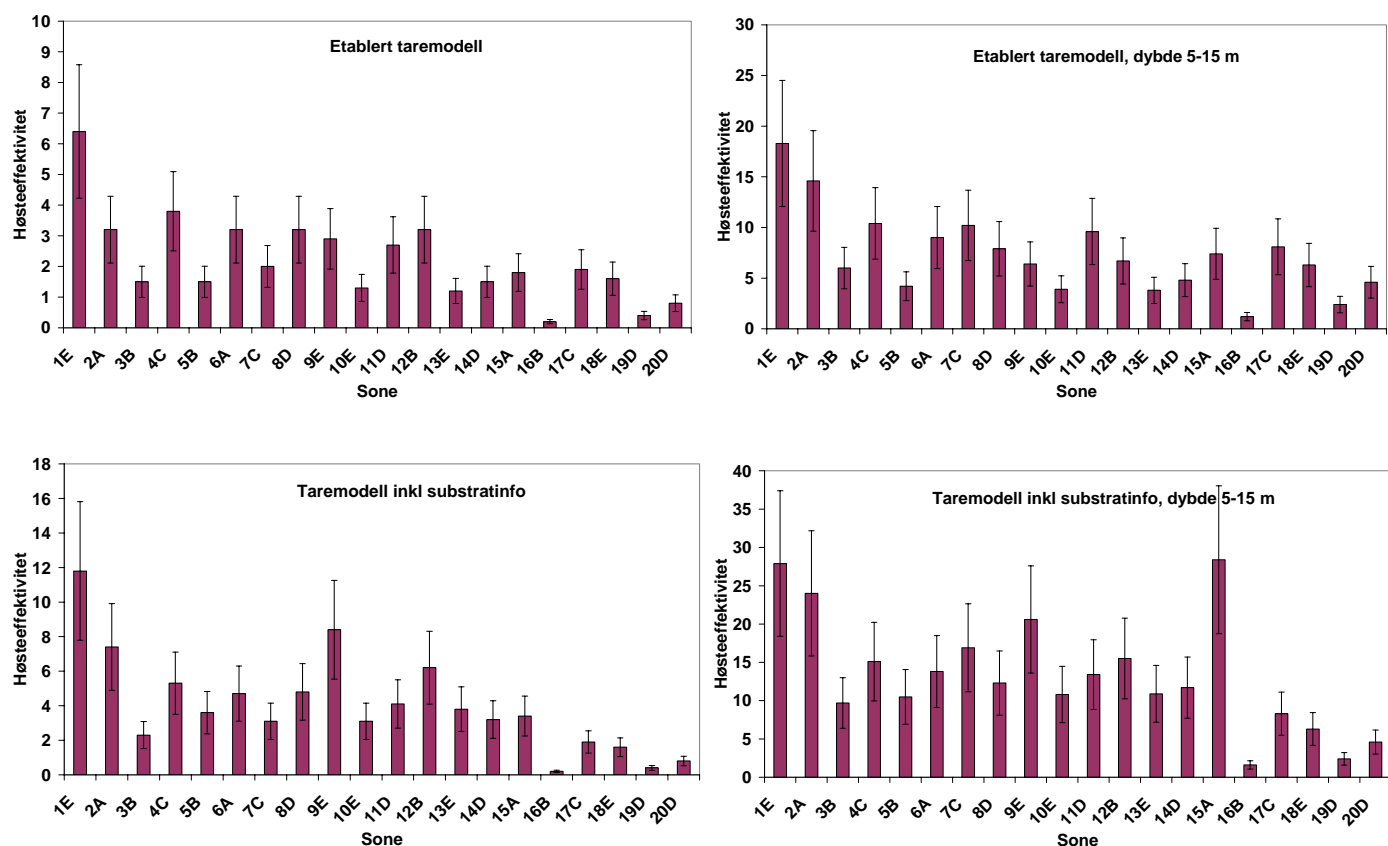 Etablert taremodell
Høsteeffektivitet
10
9
8
7
6
5
4
3
2
1
0
1E 2A 3B 4C 5B 6A 7C 8D 9E 10E 11D 12B 13E 14D 15A 16B 17C 18E 19D 20D
Sone
Etablert taremodell, dybde 5-15 m
Høsteeffektivitet
30
25
20
15
10
5
0
1E 2A 3B 4C 5B 6A 7C 8D 9E 10E 11D 12B 13E 14D 15A 16B 17C 18E 19D 20D
Sone
Taremodell inkl substratinfo
Høsteeffektivitet
18
16
14
12
10
8
6
4
2
0
1E 2A 3B 4C 5B 6A 7C 8D 9E 10E 11D 12B 13E 14D 15A 16B 17C 18E 19D 20D
Sone
Taremodell inkl substratinfo, dybde 5-15 m
Høsteeffektivitet
40
35
30
25
20
15
10
5
0
1E 2A 3B 4C 5B 6A 7C 8D 9E 10E 11D 12B 13E 14D 15A 16B 17C 18E 19D 20D
Sone